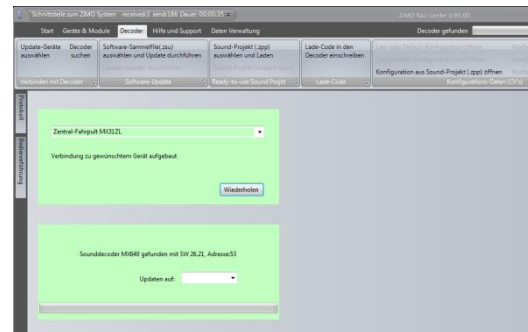 Schnittstelle zum ZIMO System received:3 send:186 Dauer: 00:00:35
ZIMO Rail Center 0.85.00
Start Geräte & Module Decoder Hilfe und Support Daten Verwaltung
Decoder gefunden
Update-Geräte auswählen
Decoder suchen
Verbinden mit Decoder
Software-Sammelfile(.zsu)
auswählen und Update durchführen
Software-Update
Sound-Projekt (.zpp)
auswählen und Laden
Ready-to-use Sound Projekt
Lade-Code in den
Decoder einschreiben
Lade-Code
Konfiguration aus Sound-Projekt (.zpp) öffnen
Konfigurations-Daten (CV's)
Protokoll
Bedienerführung
Zentral-Fahrpult MX31ZL
Verbindung zu gewünschtem Gerät aufgebaut
Wiederholen
Sounddecoder MX640 gefunden mit SW 26.21, Adresse:53
Updaten auf: